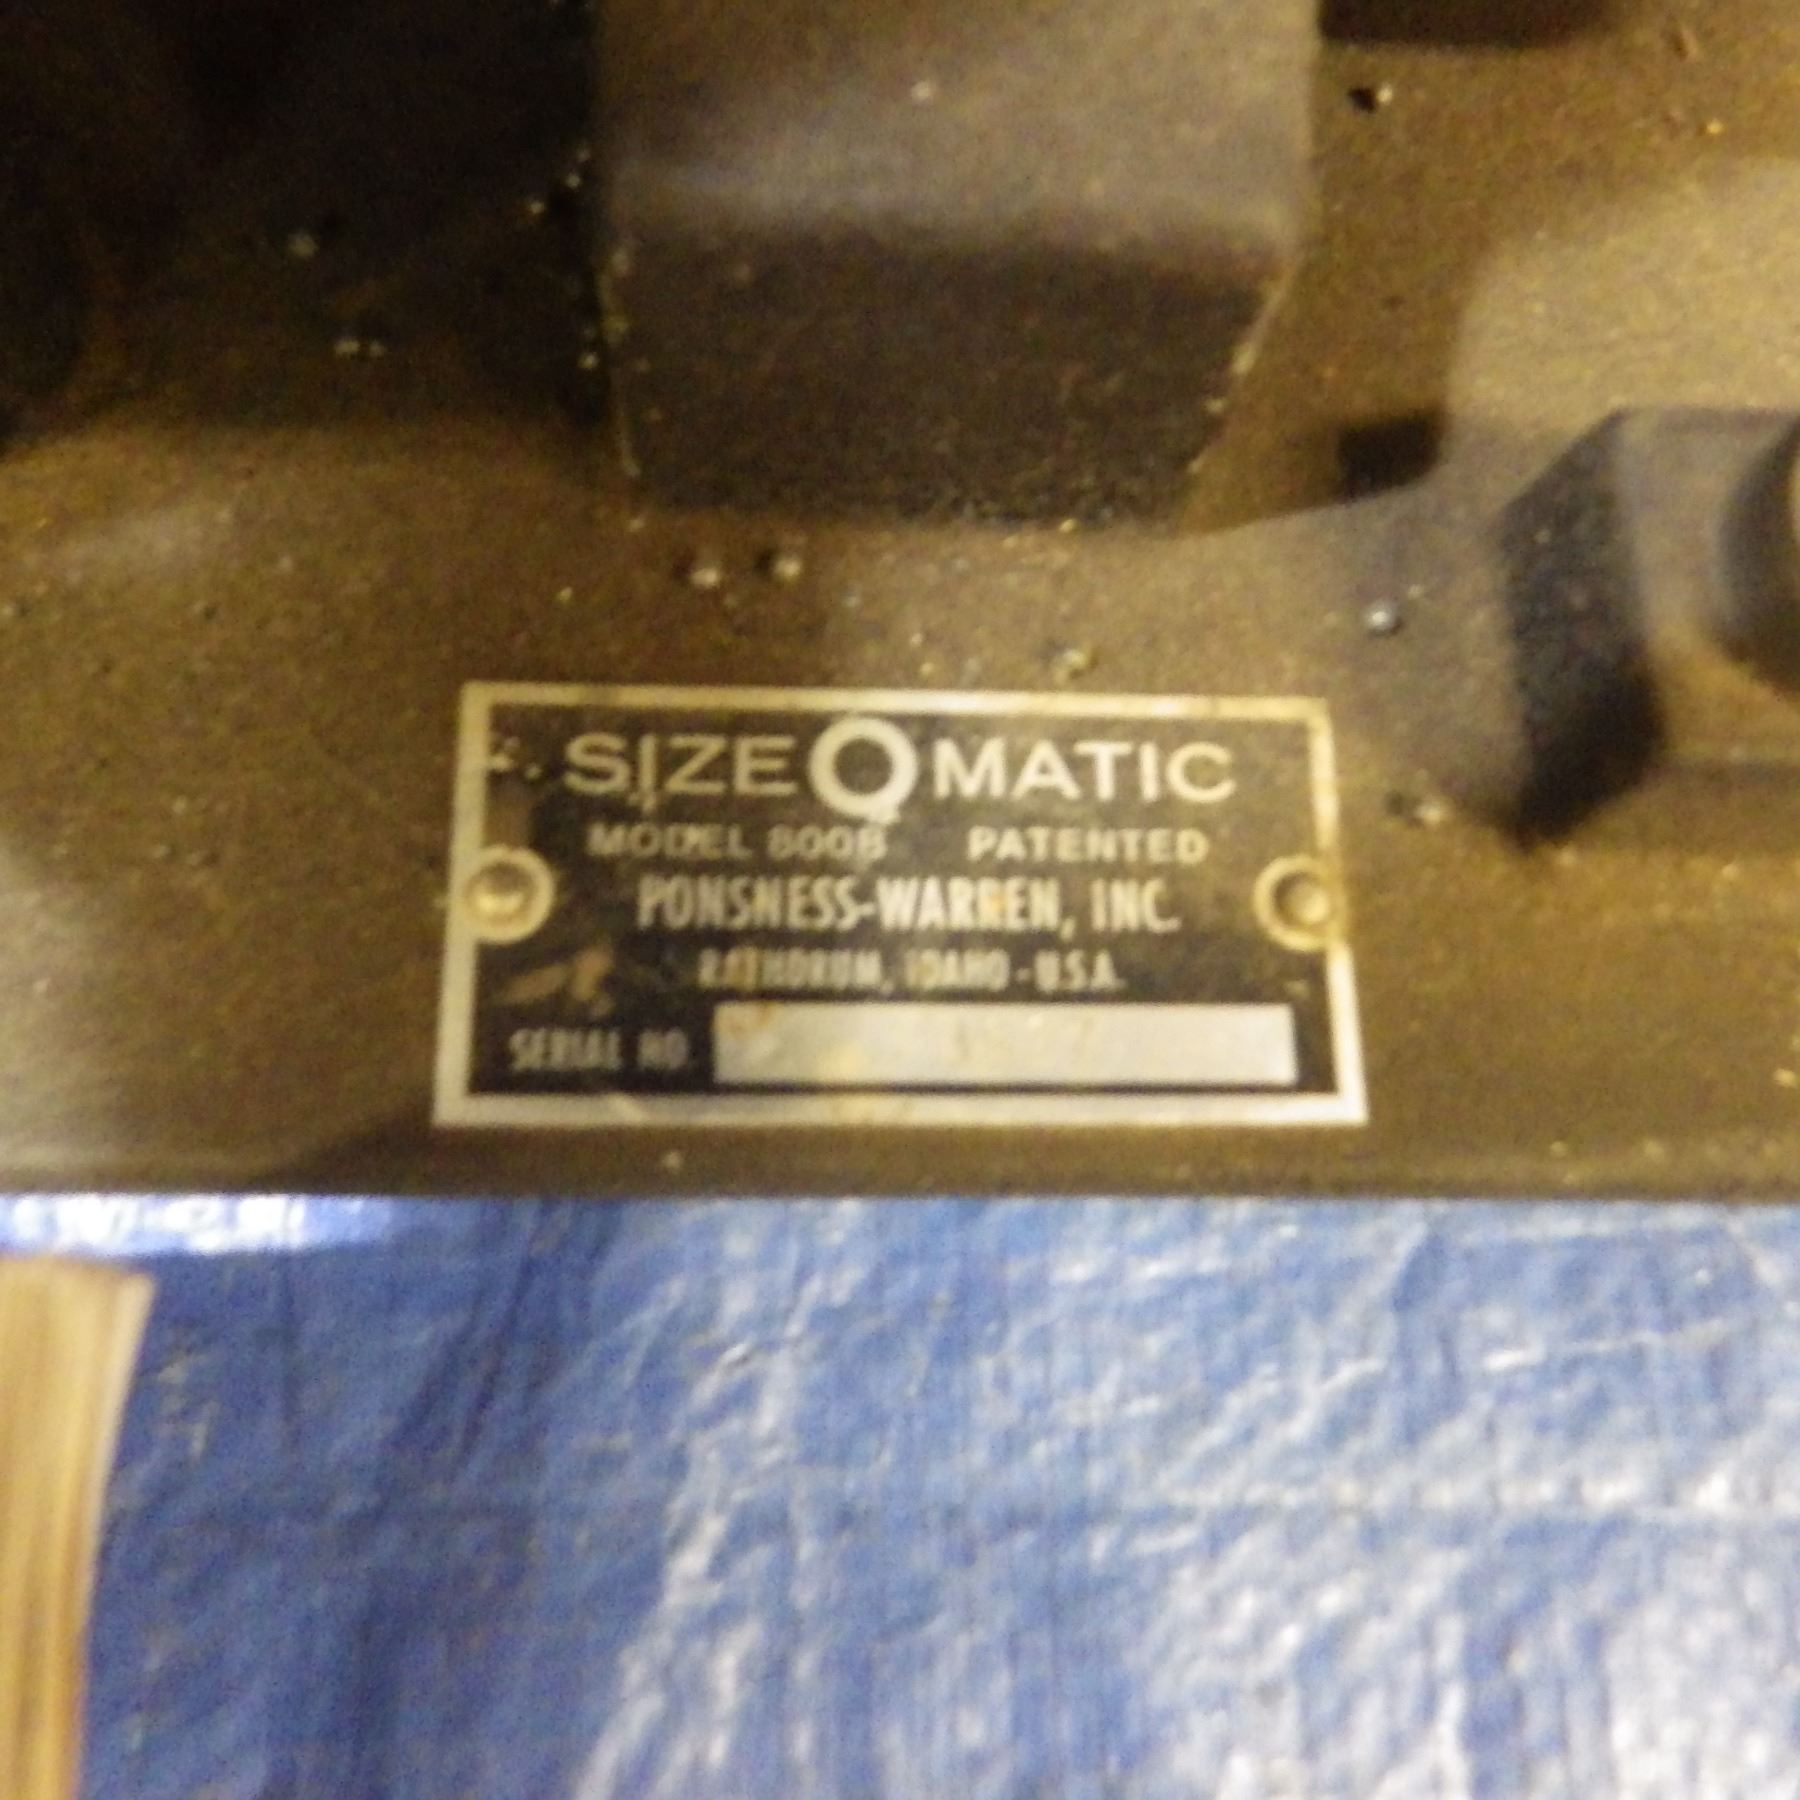 SIZE O MATIC
MODEL 800B PATENTED
PONSNESS-WARREN, INC.
RATHDRUM, IDAHO - U.S.A.
SERIAL NO.